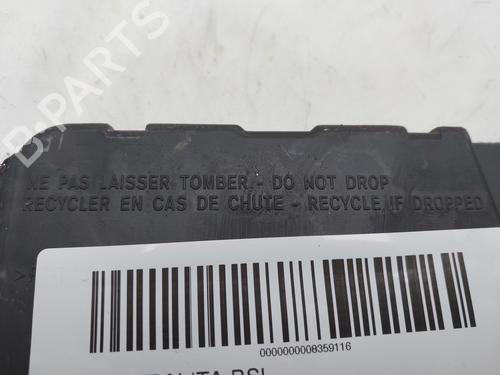 B-PARTS
NE PAS LAISSER TOMBER - DO NOT DROP
RECYCLER EN CAS DE CHUTE - RECYCLE IF DROPPED
0000000008359116